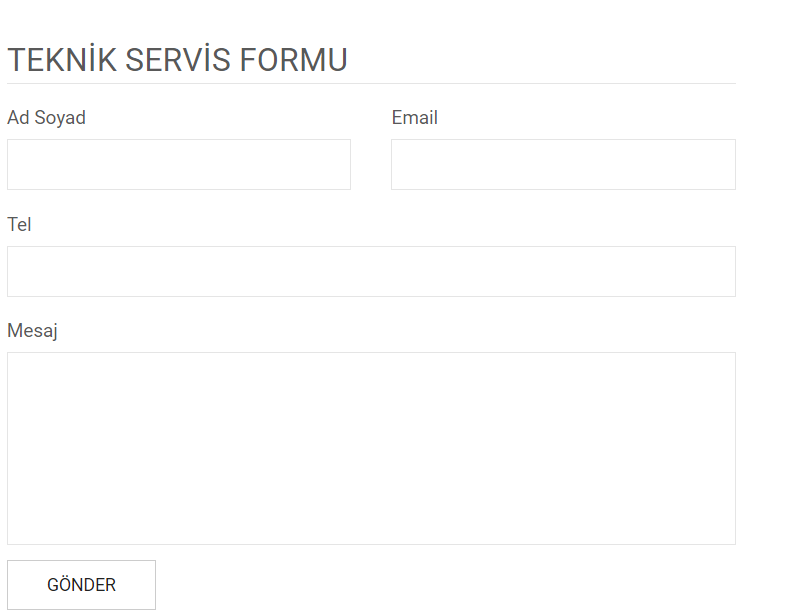 TEKNİK SERVİS FORMU
Ad Soyad
Email
Tel
Mesaj
GÖNDER